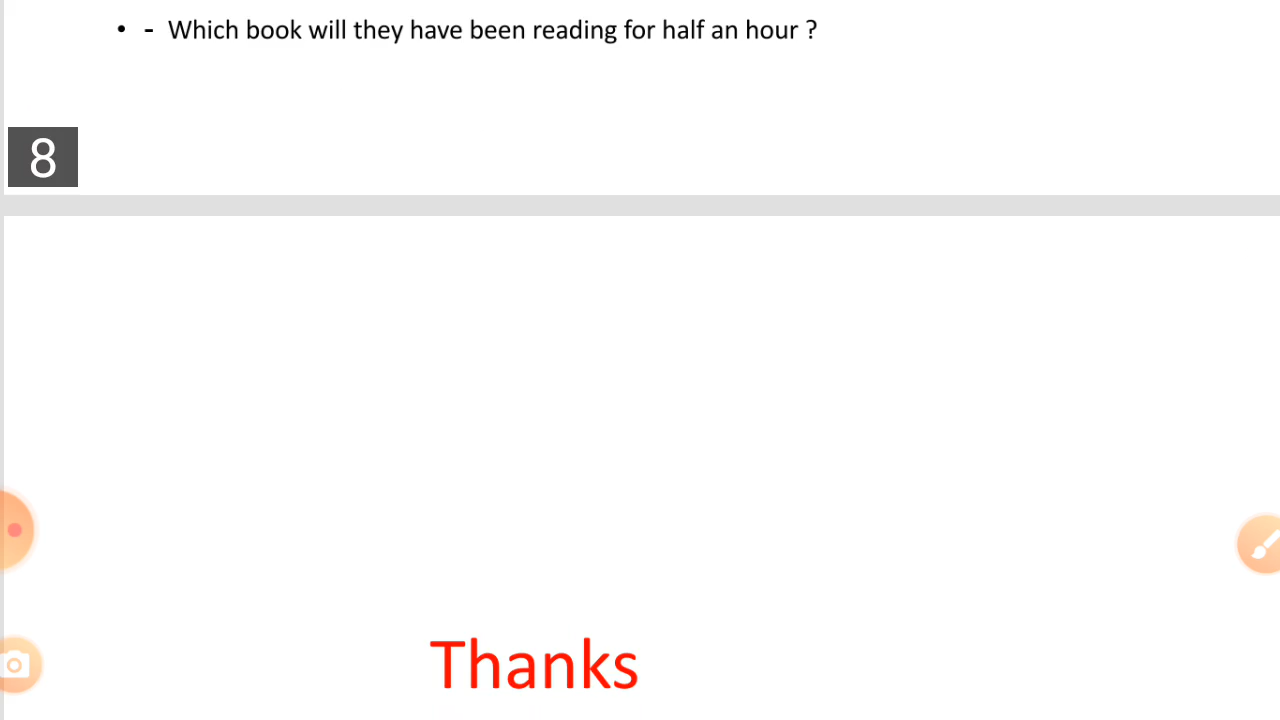 • - Which book will they have been reading for half an hour ?
8
Thanks